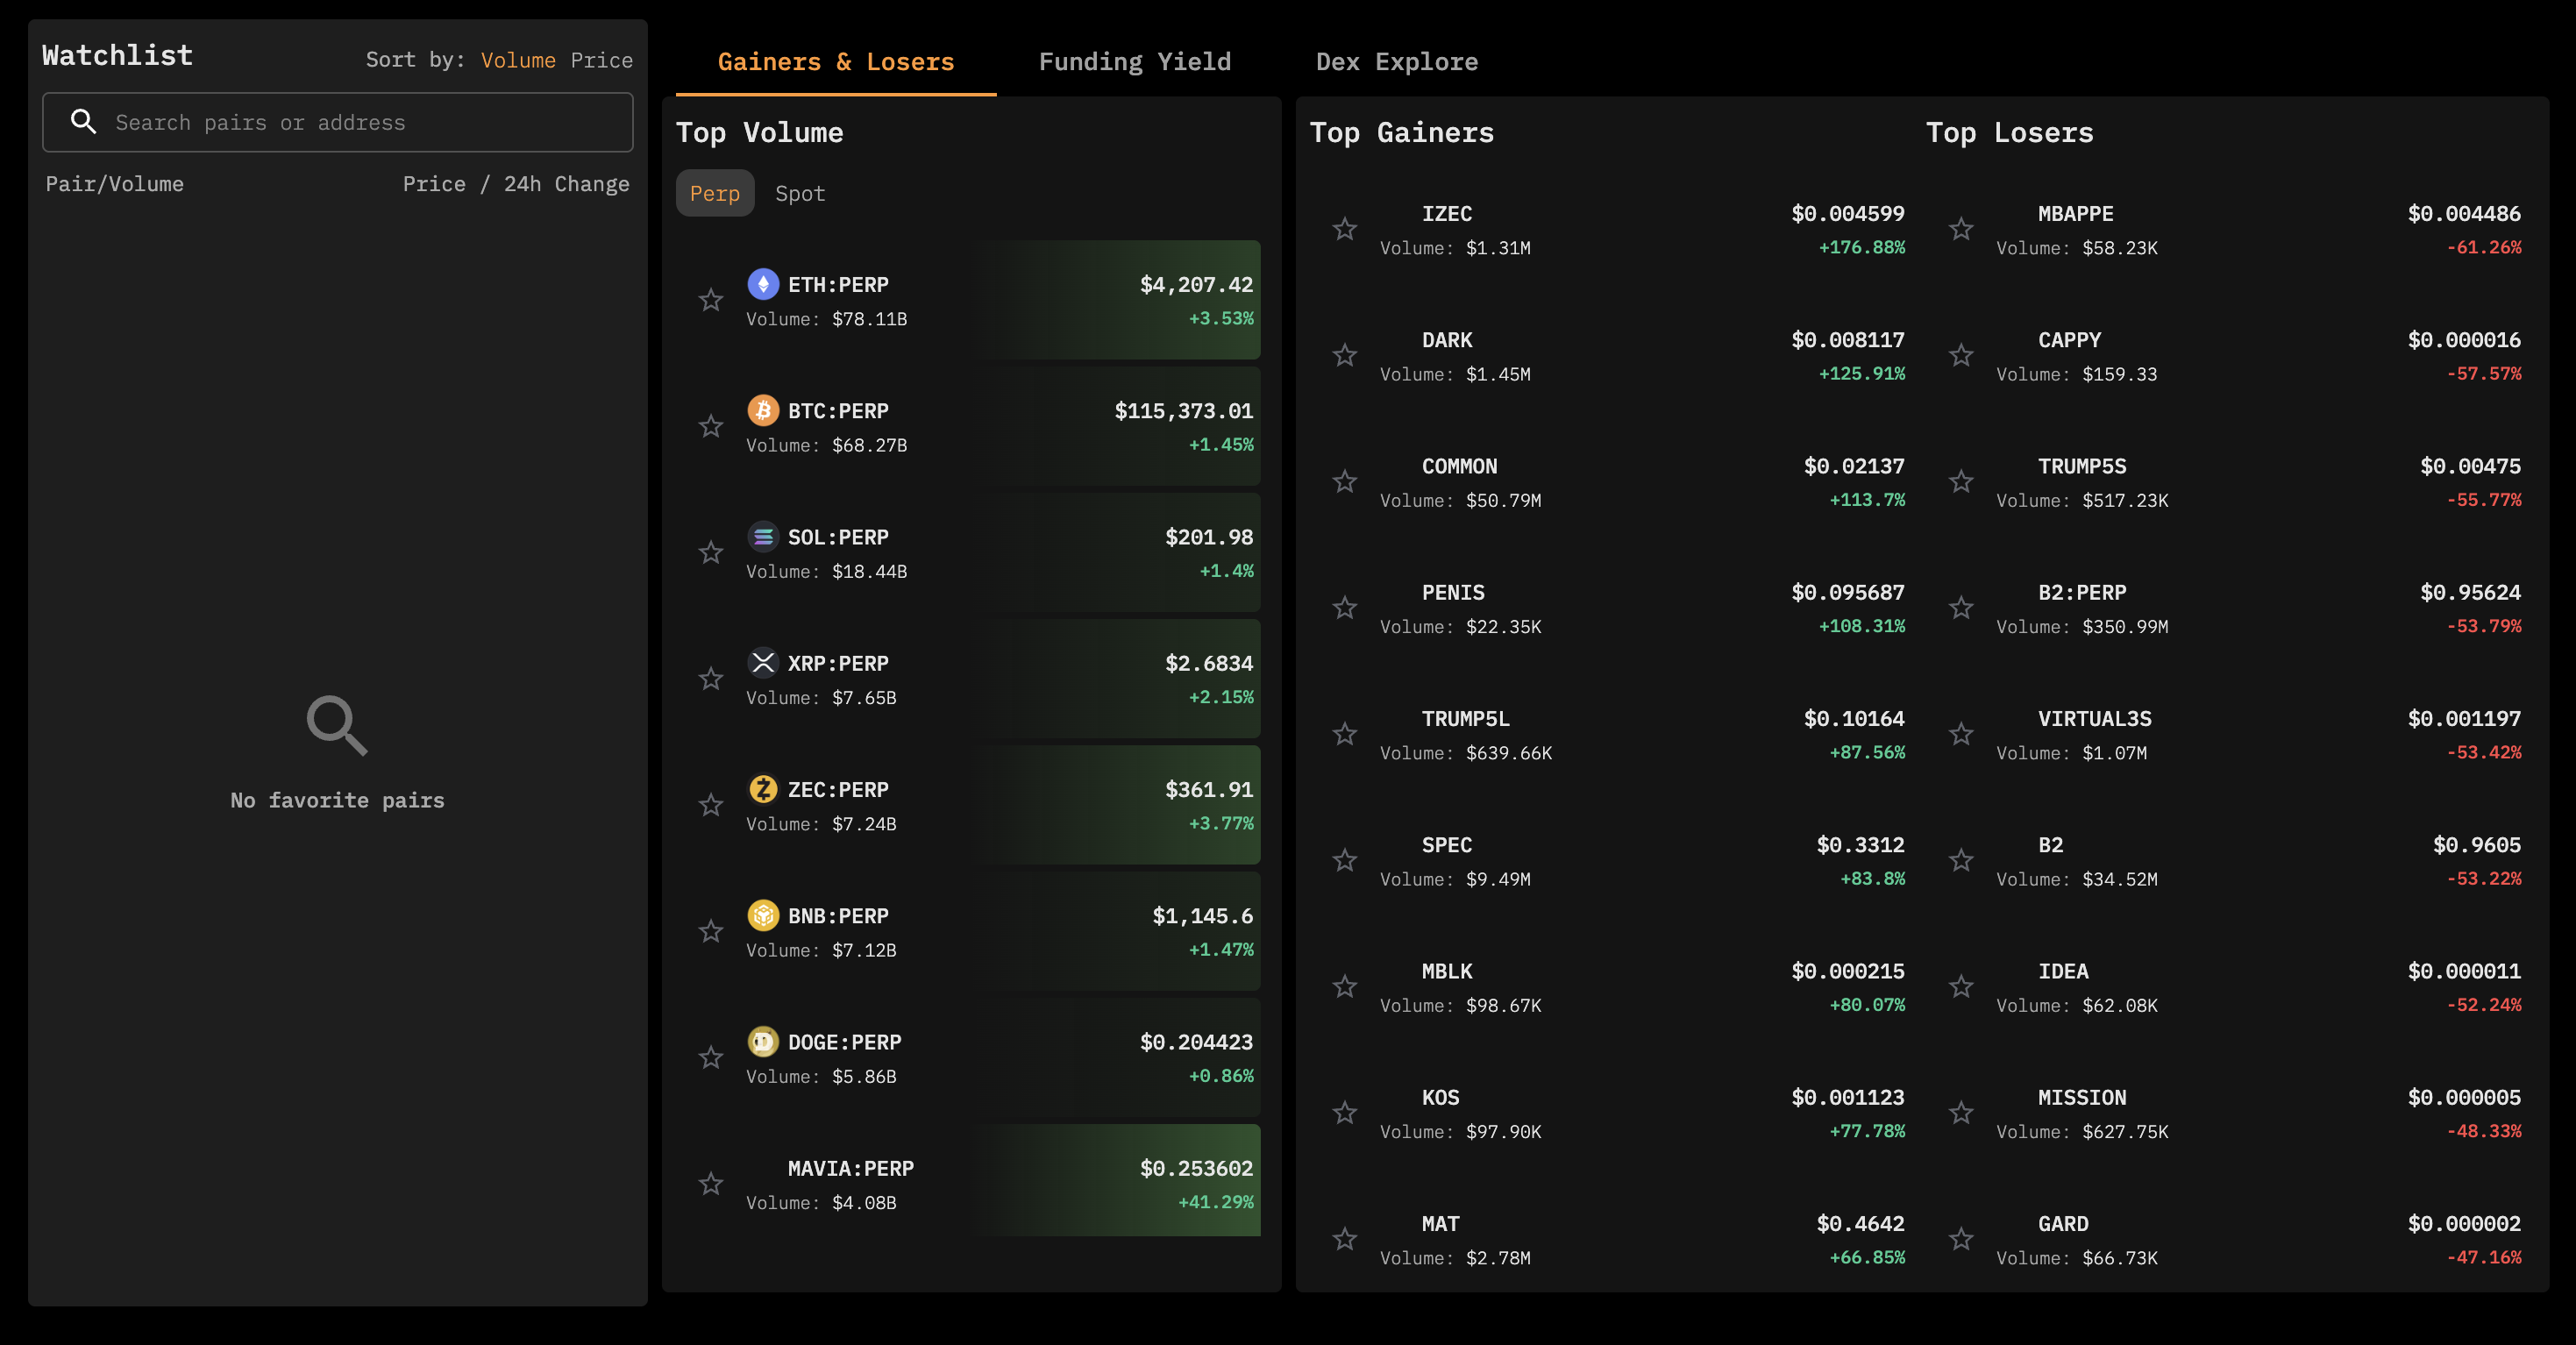 Watchlist
Sort by: Volume Price
Search pairs or address
Pair/Volume Price / 24h Change
No favorite pairs
Gainers & Losers Funding Yield Dex Explore
Top Volume
Perp Spot
ETH:PERP $4,207.42
Volume: $78.11B +3.53%
BTC:PERP $115,373.01
Volume: $68.27B +1.45%
SOL:PERP $201.98
Volume: $18.44B +1.4%
XRP:PERP $2.6834
Volume: $7.65B +2.15%
ZEC:PERP $361.91
Volume: $7.24B +3.77%
BNB:PERP $1,145.6
Volume: $7.12B +1.47%
DOGE:PERP $0.204423
Volume: $5.86B +0.86%
MAVIA:PERP $0.253602
Volume: $4.08B +41.29%
Top Gainers
IZEC $0.004599
Volume: $1.31M +176.88%
DARK $0.008117
Volume: $1.45M +125.91%
COMMON $0.02137
Volume: $50.79M +113.7%
PENIS $0.095687
Volume: $22.35K +108.31%
TRUMP5L $0.10164
Volume: $639.66K +87.56%
SPEC $0.3312
Volume: $9.49M +83.8%
MBLK $0.000215
Volume: $98.67K +80.07%
KOS $0.001123
Volume: $97.90K +77.78%
MAT $0.4642
Volume: $2.78M +66.85%
Top Losers
MBAPPE $0.004486
Volume: $58.23K -61.26%
CAPPY $0.000016
Volume: $159.33 -57.57%
TRUMP5S $0.00475
Volume: $517.23K -55.77%
B2:PERP $0.95624
Volume: $350.99M -53.79%
VIRTUAL3S $0.001197
Volume: $1.07M -53.42%
B2 $0.9605
Volume: $34.52M -53.22%
IDEA $0.000011
Volume: $62.08K -52.24%
MISSION $0.000005
Volume: $627.75K -48.33%
GARD $0.000002
Volume: $66.73K -47.16%